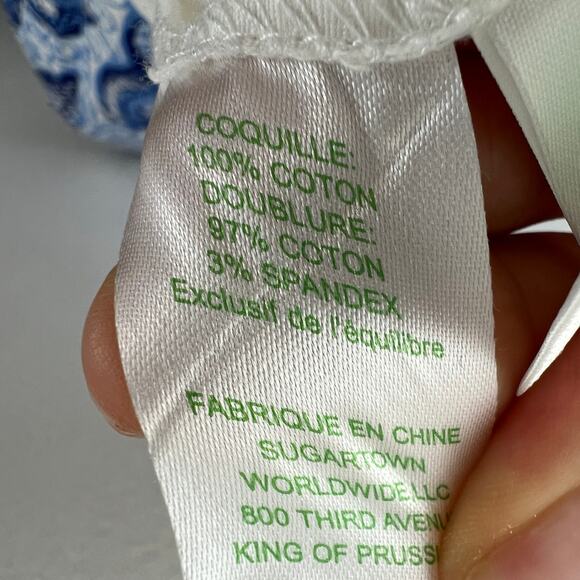 COQUILLE:
100% COTON
DOUBLURE:
97% COTON
3% SPANDEX
Exclusif de l'équilibre
FABRIQUE EN CHINE
SUGARTOWN
WORLDWIDE LLC
800 THIRD AVENU
KING OF PRUSS